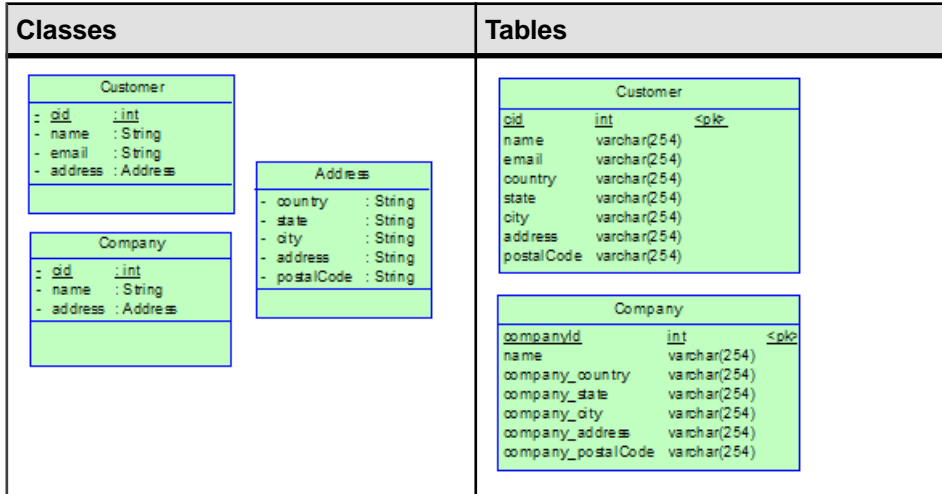 Classes
Tables
Customer
- cid : int
- name : String
- email : String
- address : Address
Company
- cid : int
- name : String
- address : Address
Address
- country : String
- state : String
- city : String
- address : String
- postalCode : String
Customer
cid int <pk>
name varchar(254)
email varchar(254)
country varchar(254)
state varchar(254)
city varchar(254)
address varchar(254)
postalCode varchar(254)
Company
companyId int <pk>
name varchar(254)
company_country varchar(254)
company_state varchar(254)
company_city varchar(254)
company_address varchar(254)
company_postalCode varchar(254)